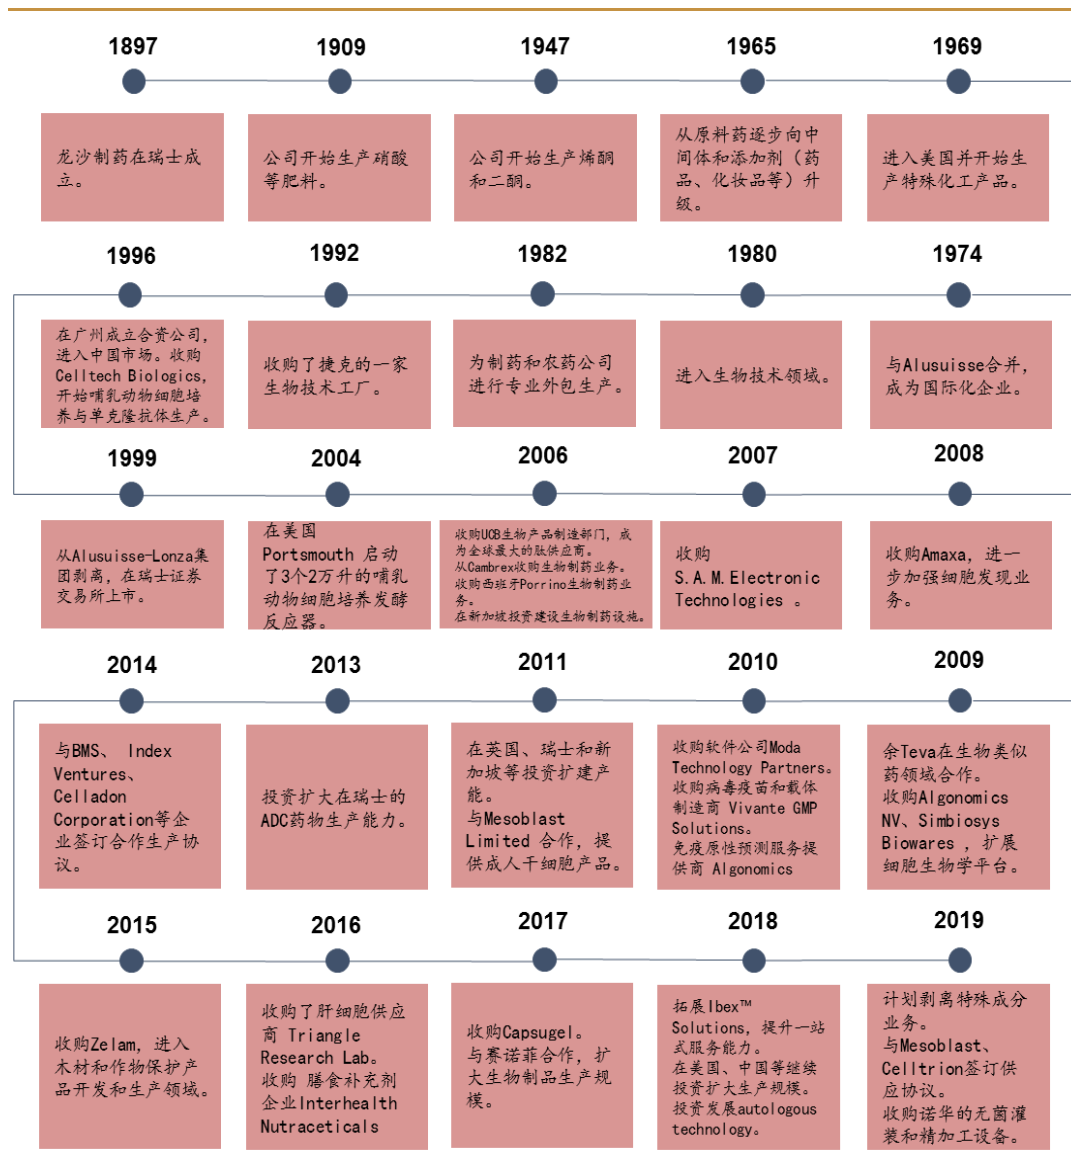 1897
龙沙制药在瑞士成
立。
1909
公司开始生产硝酸
等肥料。
1947
公司开始生产烯酮
和二酮。
1965
从原料药逐步向中
间体和添加剂（药
品、化妆品等）升
级。
1969
进入美国并开始生
产特殊化工产品。
1974
与Alusuisse合并，
成为国际化企业。
1980
进入生物技术领域。
1982
为制药和农药公司
进行专业外包生产。
1992
收购了捷克的一家
生物技术工厂。
1996
在广州成立合资公司，
进入中国市场。收购
Celltech Biologics，
开始哺乳动物细胞培
养与单克隆抗体生产。
1999
从Alusuisse-Lonza集
团剥离，在瑞士证券
交易所上市。
2004
在美国
Portsmouth 启动
了3个2万升的哺乳
动物细胞培养发酵
反应器。
2006
收购UCB生物产品制造部门，成
为全球最大的肽供应商。
从Cambrex收购生物制药业务。
收购西班牙Porrino生物制药业
务。
在新加坡投资建设生物制药设施。
2007
收购
S.A.M.Electronic
Technologies 。
2008
收购Amaxa，进一
步加强细胞发现业
务。
2009
余Teva在生物类似
药领域合作。
收购Algonomics
NV、Simbiosys
Biowares ，扩展
细胞生物学平台。
2010
收购软件公司Moda
Technology Partners。
收购病毒疫苗和载体
制造商 Vivante GMP
Solutions。
免疫原性预测服务提
供商 Algonomics
2011
在英国、瑞士和新
加坡等投资扩建产
能。
与Mesoblast
Limited 合作，提
供成人干细胞产品。
2013
投资扩大在瑞士的
ADC药物生产能力。
2014
与BMS、 Index
Ventures、
Celladon
Corporation等企
业签订合作生产协
议。
2015
收购Zelam，进入
木材和作物保护产
品开发和生产领域。
2016
收购了肝细胞供应
商 Triangle
Research Lab。
收购 膳食补充剂
企业Interhealth
Nutraceticals
2017
收购Capsugel。
与赛诺菲合作，扩
大生物制品生产规
模。
2018
拓展Ibex™
Solutions，提升一站
式服务能力。
在美国、中国等继续
投资扩大生产规模。
投资发展autologous
technology。
2019
计划剥离特殊成分
业务。
与Mesoblast、
Celltrion签订供
应协议。
收购诺华的无菌灌
装和精加工设备。